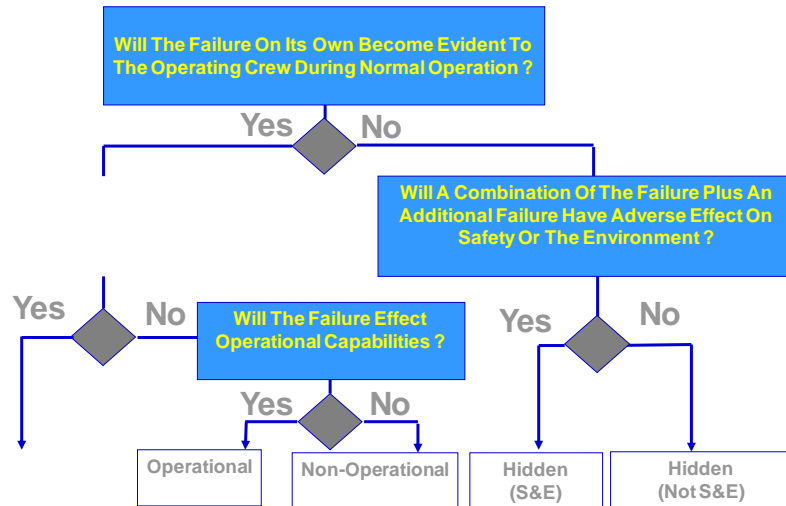 Will The Failure On Its Own Become Evident To
The Operating Crew During Normal Operation ?
Yes
No
Will A Combination Of The Failure Plus An
Additional Failure Have Adverse Effect On
Safety Or The Environment ?
Yes
No
Will The Failure Effect
Operational Capabilities ?
Yes
No
Yes
No
Operational
Non-Operational
Hidden
(S&E)
Hidden
(Not S&E)